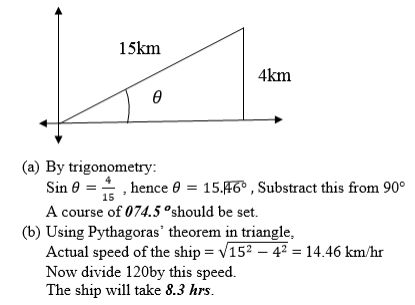 15km
4km
θ
(a) By trigonometry:
Sin θ = 4/15 , hence θ = 15.46° , Substract this from 90°
A course of 074.5 °should be set.
(b) Using Pythagoras' theorem in triangle,
Actual speed of the ship = √15² − 4² = 14.46 km/hr
Now divide 120by this speed.
The ship will take 8.3 hrs.